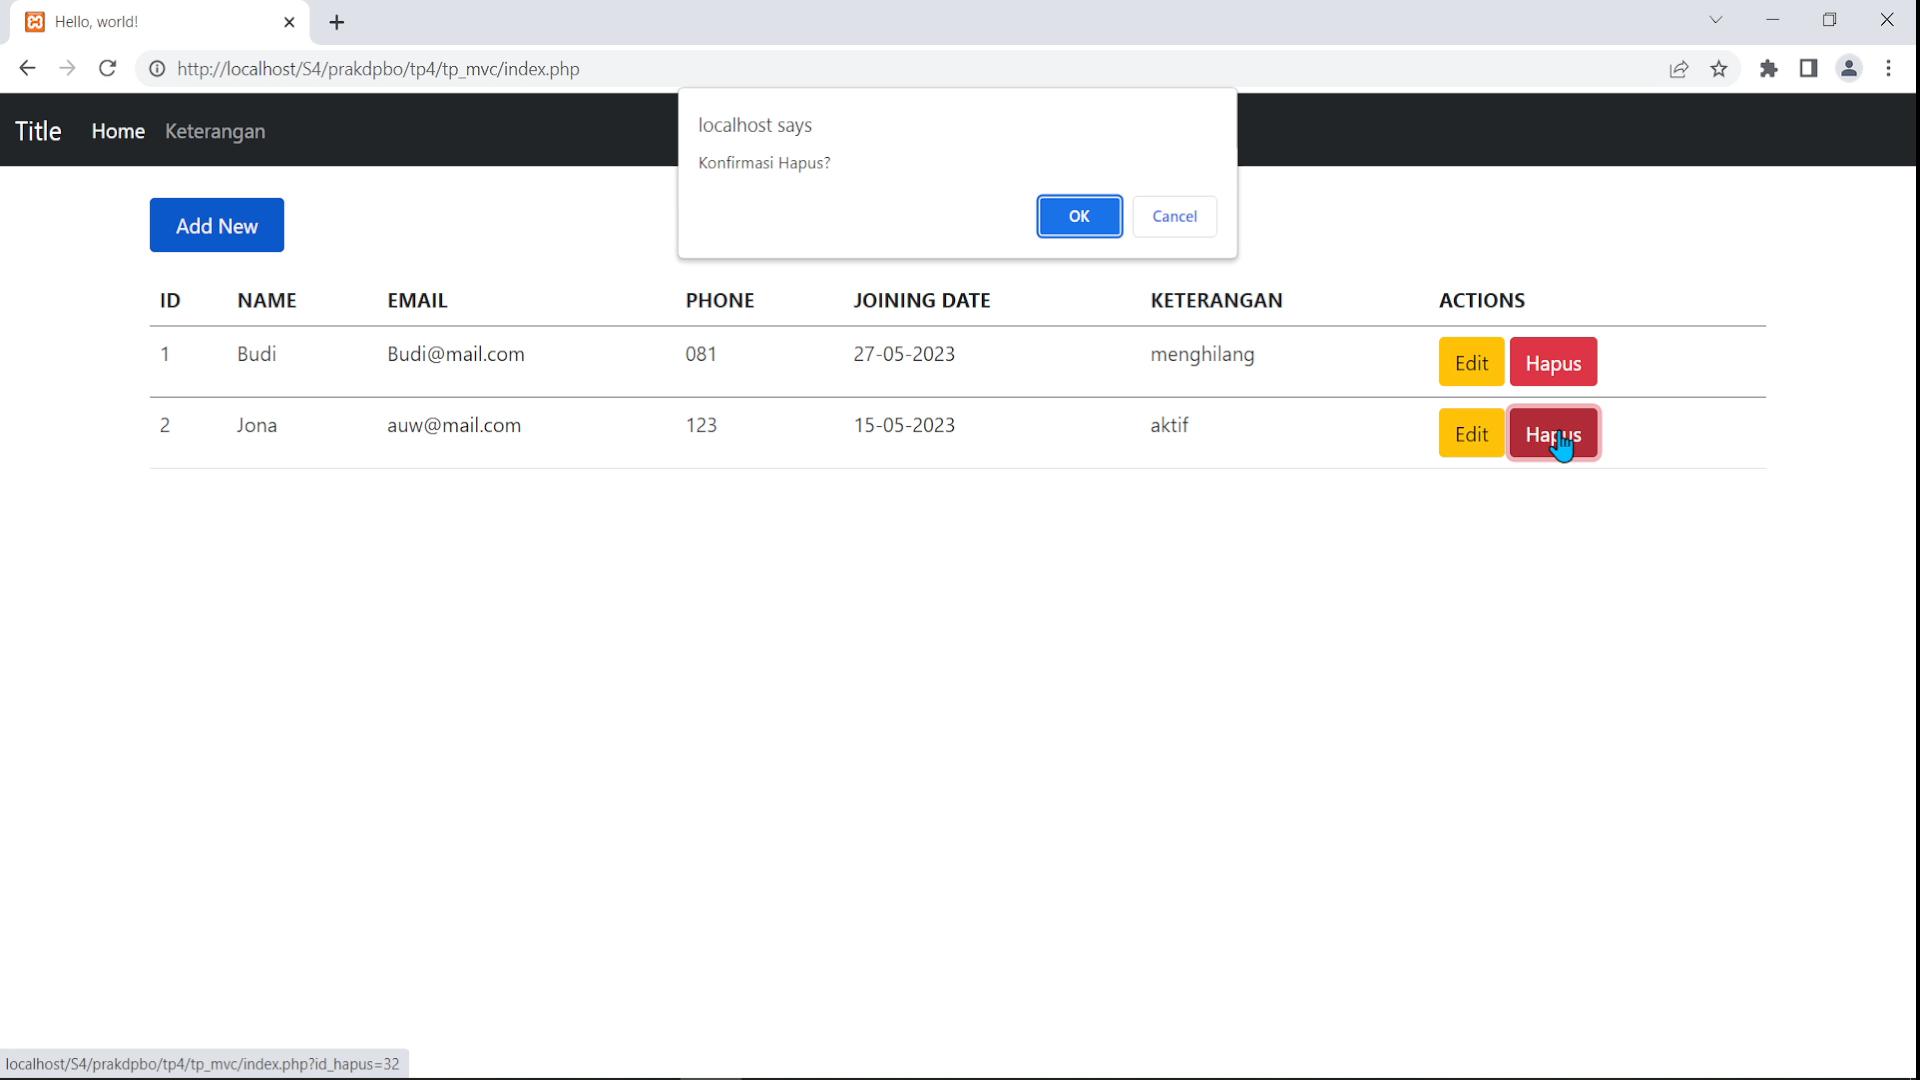 Hello, world!
http://localhost/S4/prakdpbo/tp4/tp_mvc/index.php
Title Home Keterangan
localhost says
Konfirmasi Hapus?
OK Cancel
Add New
ID NAME EMAIL PHONE JOINING DATE KETERANGAN ACTIONS
1 Budi Budi@mail.com 081 27-05-2023 menghilang Edit Hapus
2 Jona auw@mail.com 123 15-05-2023 aktif Edit Hapus
localhost/S4/prakdpbo/tp4/tp_mvc/index.php?id_hapus=32